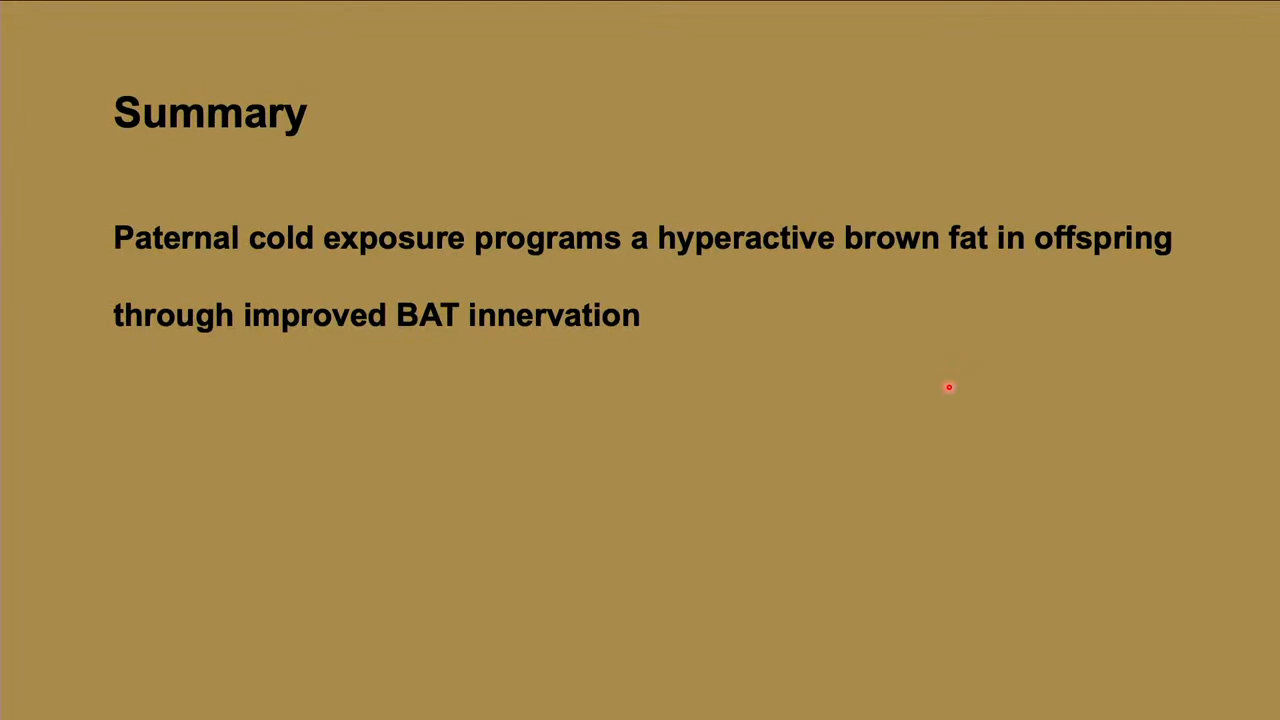 Summary
Paternal cold exposure programs a hyperactive brown fat in offspring
through improved BAT innervation